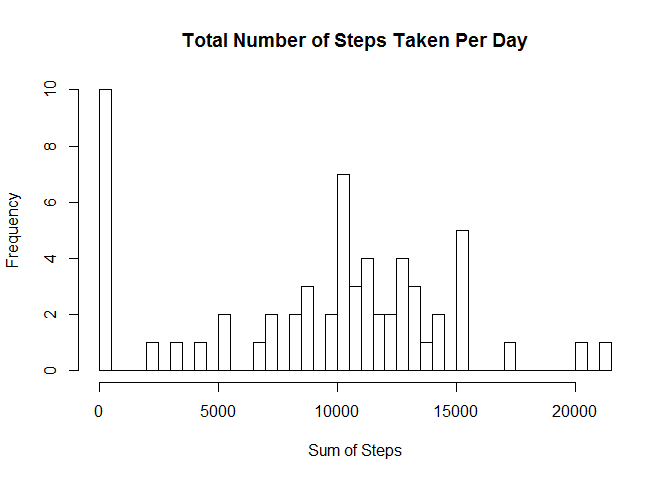 Total Number of Steps Taken Per Day
Frequency
10
8
6
4
2
0
0 5000 10000 15000 20000
Sum of Steps